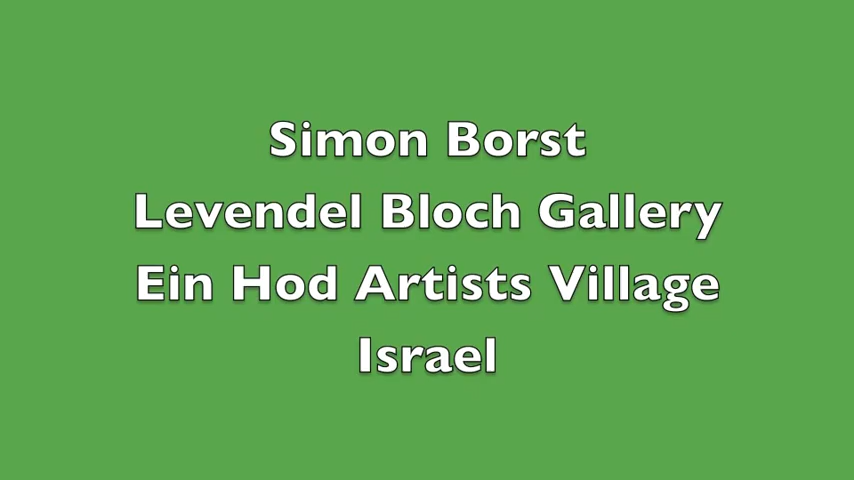 Simon Borst
Levendel Bloch Gallery
Ein Hod Artists Village
Israel